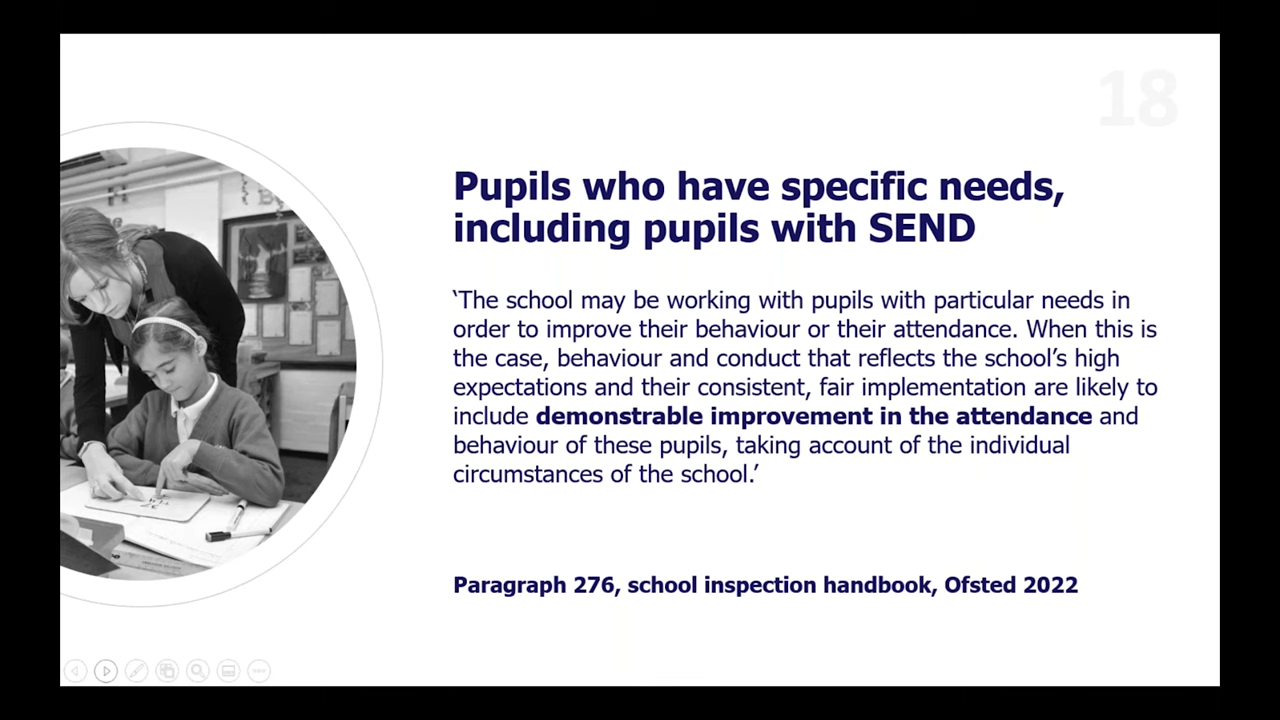 18
Pupils who have specific needs,
including pupils with SEND
‘The school may be working with pupils with particular needs in
order to improve their behaviour or their attendance. When this is
the case, behaviour and conduct that reflects the school’s high
expectations and their consistent, fair implementation are likely to
include demonstrable improvement in the attendance and
behaviour of these pupils, taking account of the individual
circumstances of the school.’
Paragraph 276, school inspection handbook, Ofsted 2022